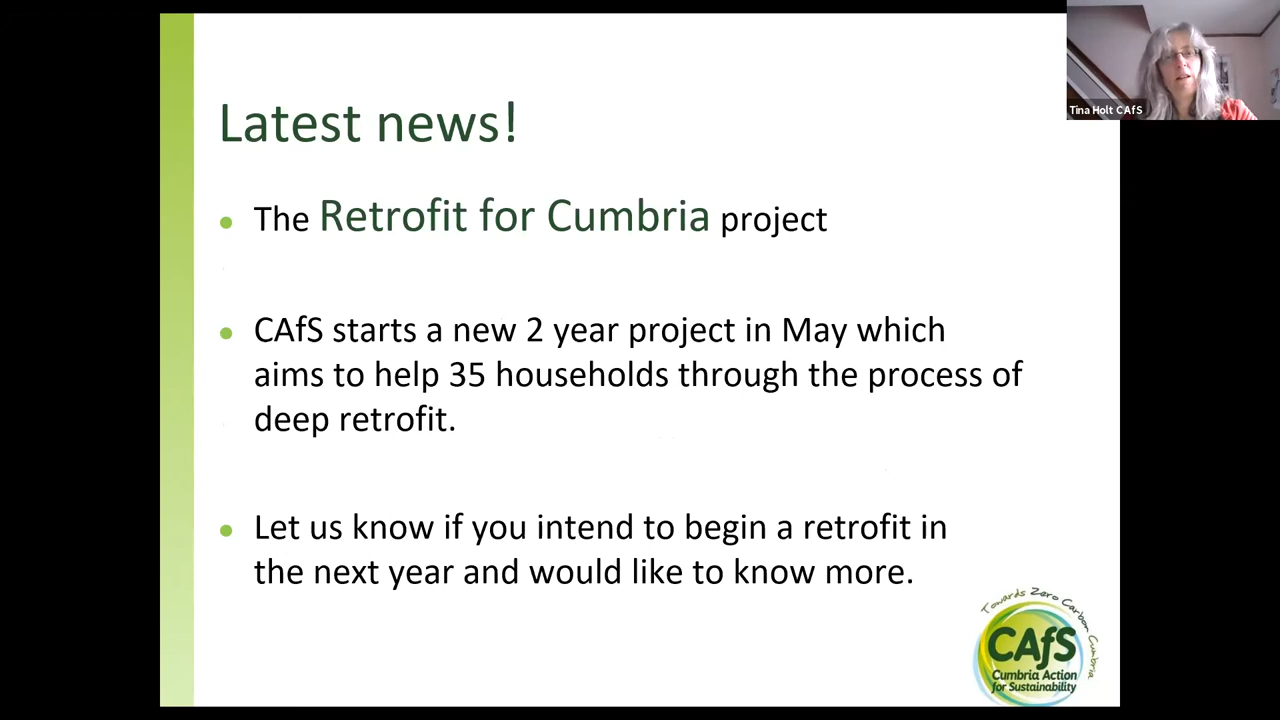 Latest news!
The Retrofit for Cumbria project
CAfS starts a new 2 year project in May which
aims to help 35 households through the process of
deep retrofit.
Let us know if you intend to begin a retrofit in
the next year and would like to know more.
Towards Zero Carbon Cumbria
CAfS
Cumbria Action
for Sustainability
Tina Holt CAfS